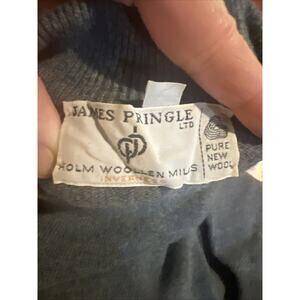 JAMES PRINGLE
LTD
HOLM WOOLLEN MILLS
INVERNESS
PURE
NEW
WOOL